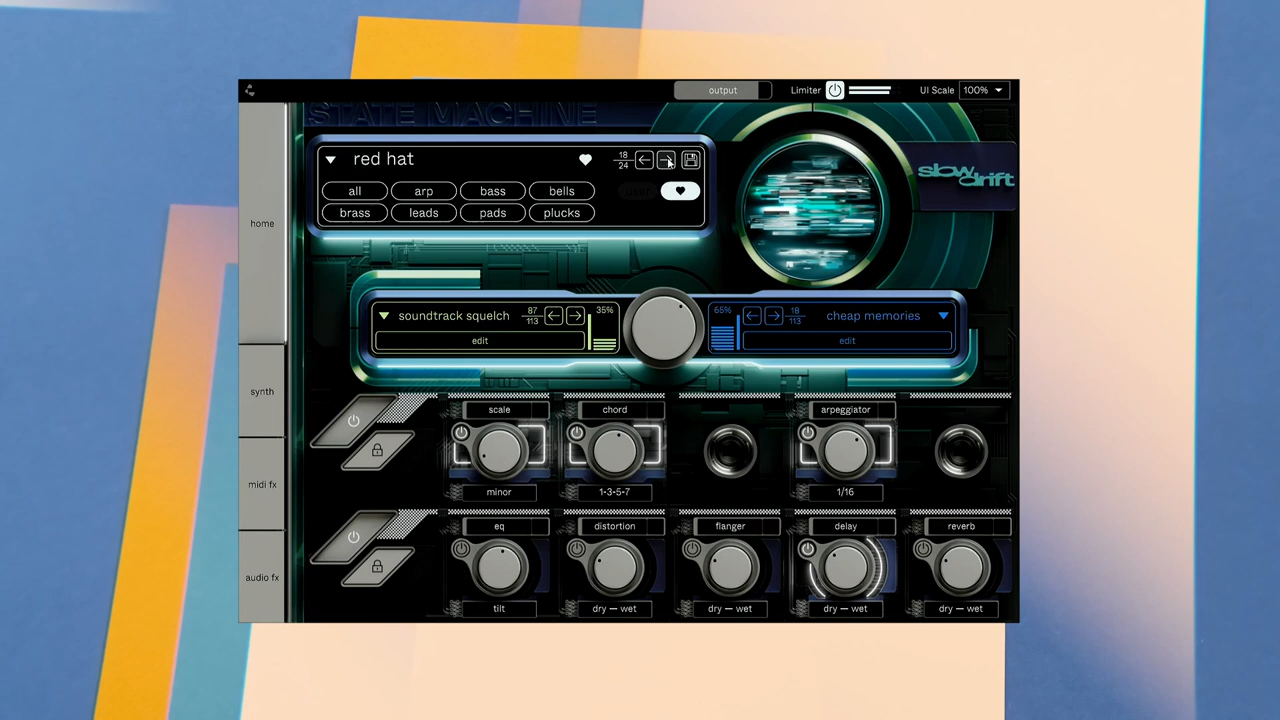 output Limiter UI Scale 100%
STATE MACHINE
red hat 18 24
all arp bass bells user
brass leads pads plucks
slow drift
home
soundtrack squelch 87 113 35% 65% 18 113 cheap memories
edit edit
synth
scale chord arpeggiator
minor 1-3-5-7 1/16
midi fx
eq distortion flanger delay reverb
audio fx
tilt dry — wet dry — wet dry — wet dry — wet